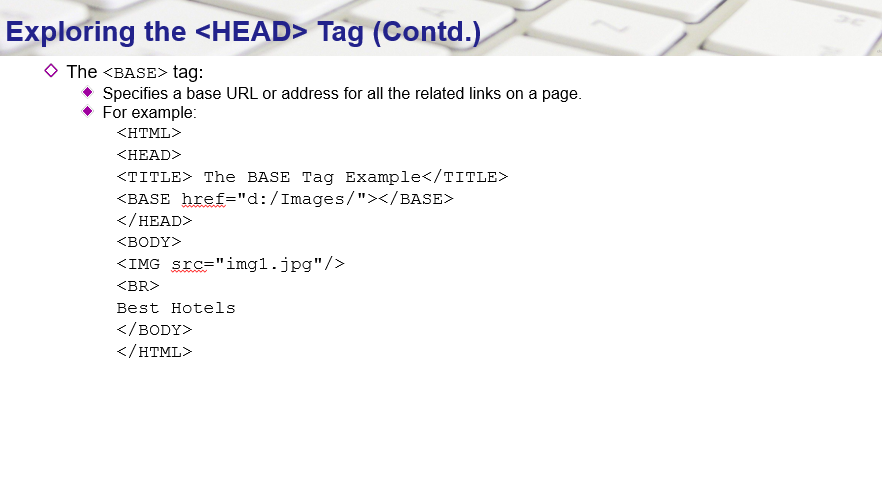 Exploring the <HEAD> Tag (Contd.)
The <BASE> tag:
Specifies a base URL or address for all the related links on a page.
For example:
<HTML>
<HEAD>
<TITLE> The BASE Tag Example</TITLE>
<BASE href="d:/Images/"></BASE>
</HEAD>
<BODY>
<IMG src="img1.jpg"/>
<BR>
Best Hotels
</BODY>
</HTML>